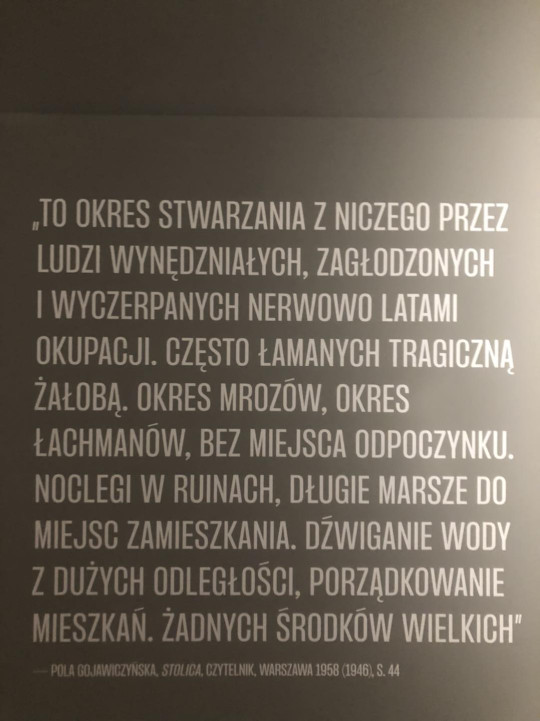 „TO OKRES STWARZANIA Z NICZEGO PRZEZ
LUDZI WYNĘDZNIAŁYCH, ZAGŁODZONYCH
I WYCZERPANYCH NERWOWO LATAMI
OKUPACJI. CZĘSTO ŁAMANYCH TRAGICZNĄ
ŻAŁOBĄ. OKRES MROZÓW, OKRES
ŁACHMANÓW, BEZ MIEJSCA ODPOCZYNKU.
NOCLEGI W RUINACH, DŁUGIE MARSZE DO
MIEJSC ZAMIESZKANIA. DŹWIGANIE WODY
Z DUŻYCH ODLEGŁOŚCI, PORZĄDKOWANIE
MIESZKAŃ. ŻADNYCH ŚRODKÓW WIELKICH”
— POLA GOJAWICZYŃSKA, STOLICA, CZYTELNIK, WARSZAWA 1958 (1946), S. 44